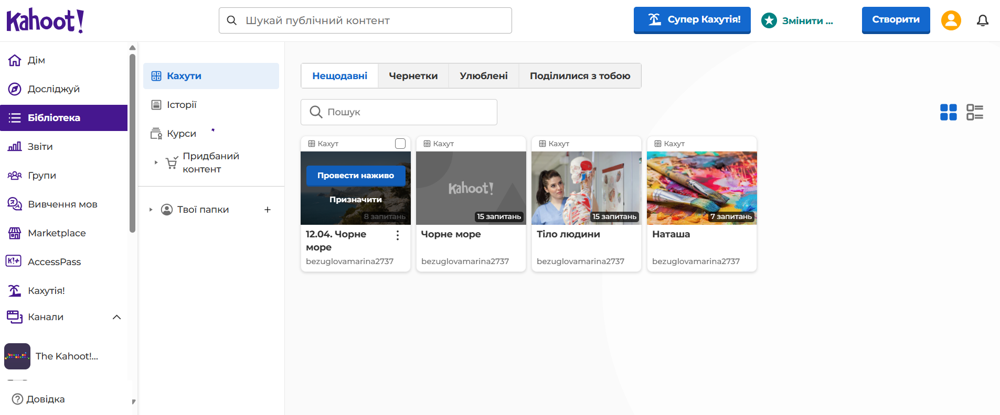 Kahoot!
Шукай публічний контент
Супер Кахутія!
Змінити ...
Створити
Дім
Досліджуй
Бібліотека
Звіти
Групи
Вивчення мов
Marketplace
K!+
AccessPass
Кахутія!
Канали
The Kahoot!...
Довідка
Кахути
Історії
Курси
Придбаний
контент
Твої папки
+
Нещодавні
Чернетки
Улюблені
Поділилися з тобою
Пошук
Кахут
Провести наживо
Призначити
8 запитань
12.04. Чорне
море
bezuglovamarina2737
Кахут
Kahoot!
15 запитань
Чорне море
bezuglovamarina2737
Кахут
15 запитань
Тіло людини
bezuglovamarina2737
Кахут
7 запитань
Наташа
bezuglovamarina2737